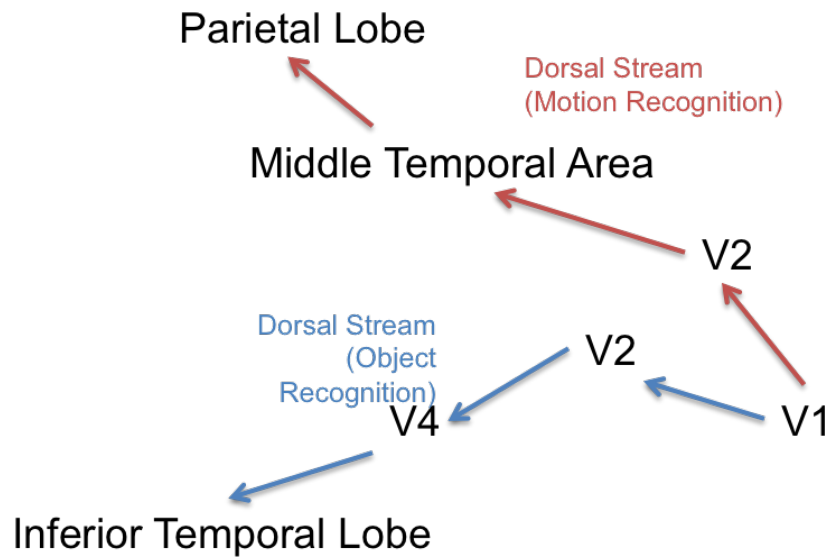 Parietal Lobe
Dorsal Stream
(Motion Recognition)
Middle Temporal Area
V2
Dorsal Stream
(Object
Recognition)
V2
V4
V1
Inferior Temporal Lobe